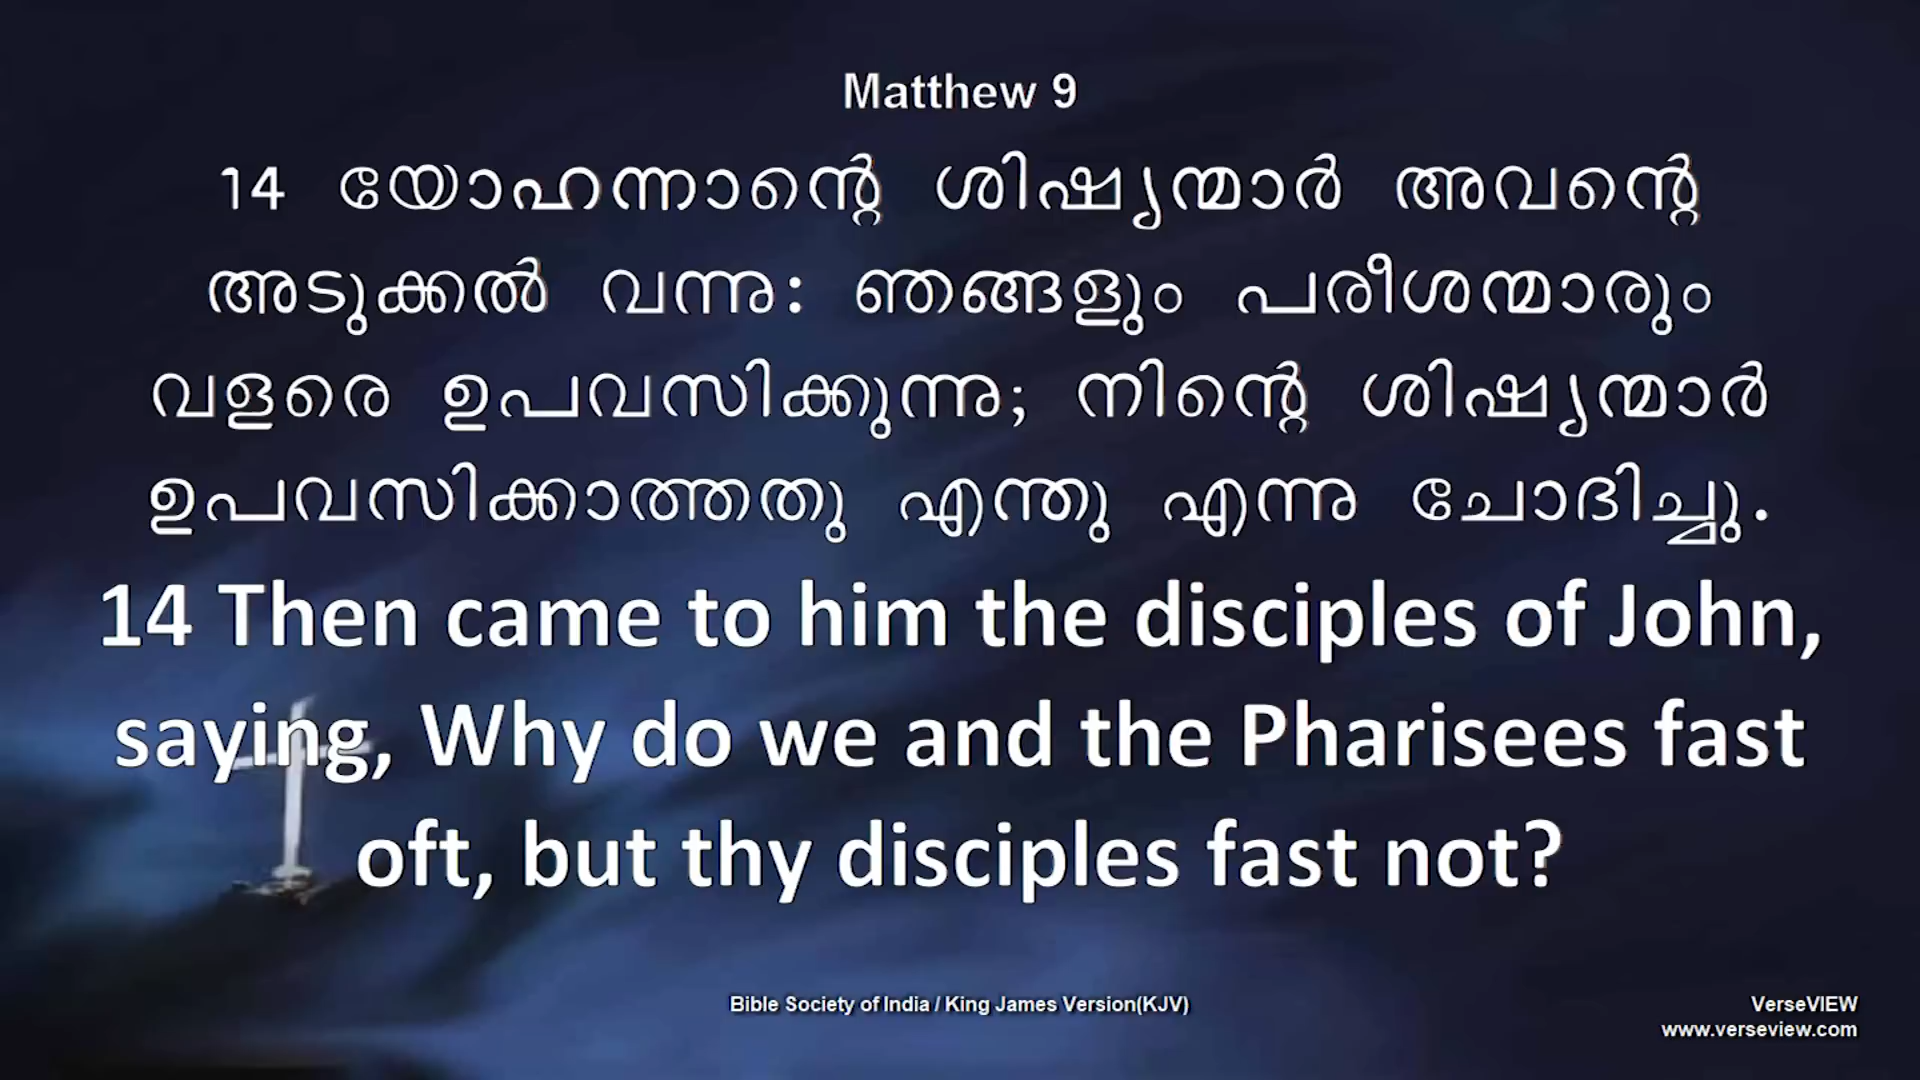 Matthew 9
14 യോഹന്നാന്റെ ശിഷ്യന്മാർ അവന്റെ
അടുക്കൽ വന്നു: ഞങ്ങളും പരീശന്മാരും
വളരെ ഉപവസിക്കുന്നു; നിന്റെ ശിഷ്യന്മാർ
ഉപവസിക്കാത്തതു എന്തു എന്നു ചോദിച്ചു.
14 Then came to him the disciples of John,
saying, Why do we and the Pharisees fast
oft, but thy disciples fast not?
Bible Society of India / King James Version(KJV)
VerseVIEW
www.verseview.com